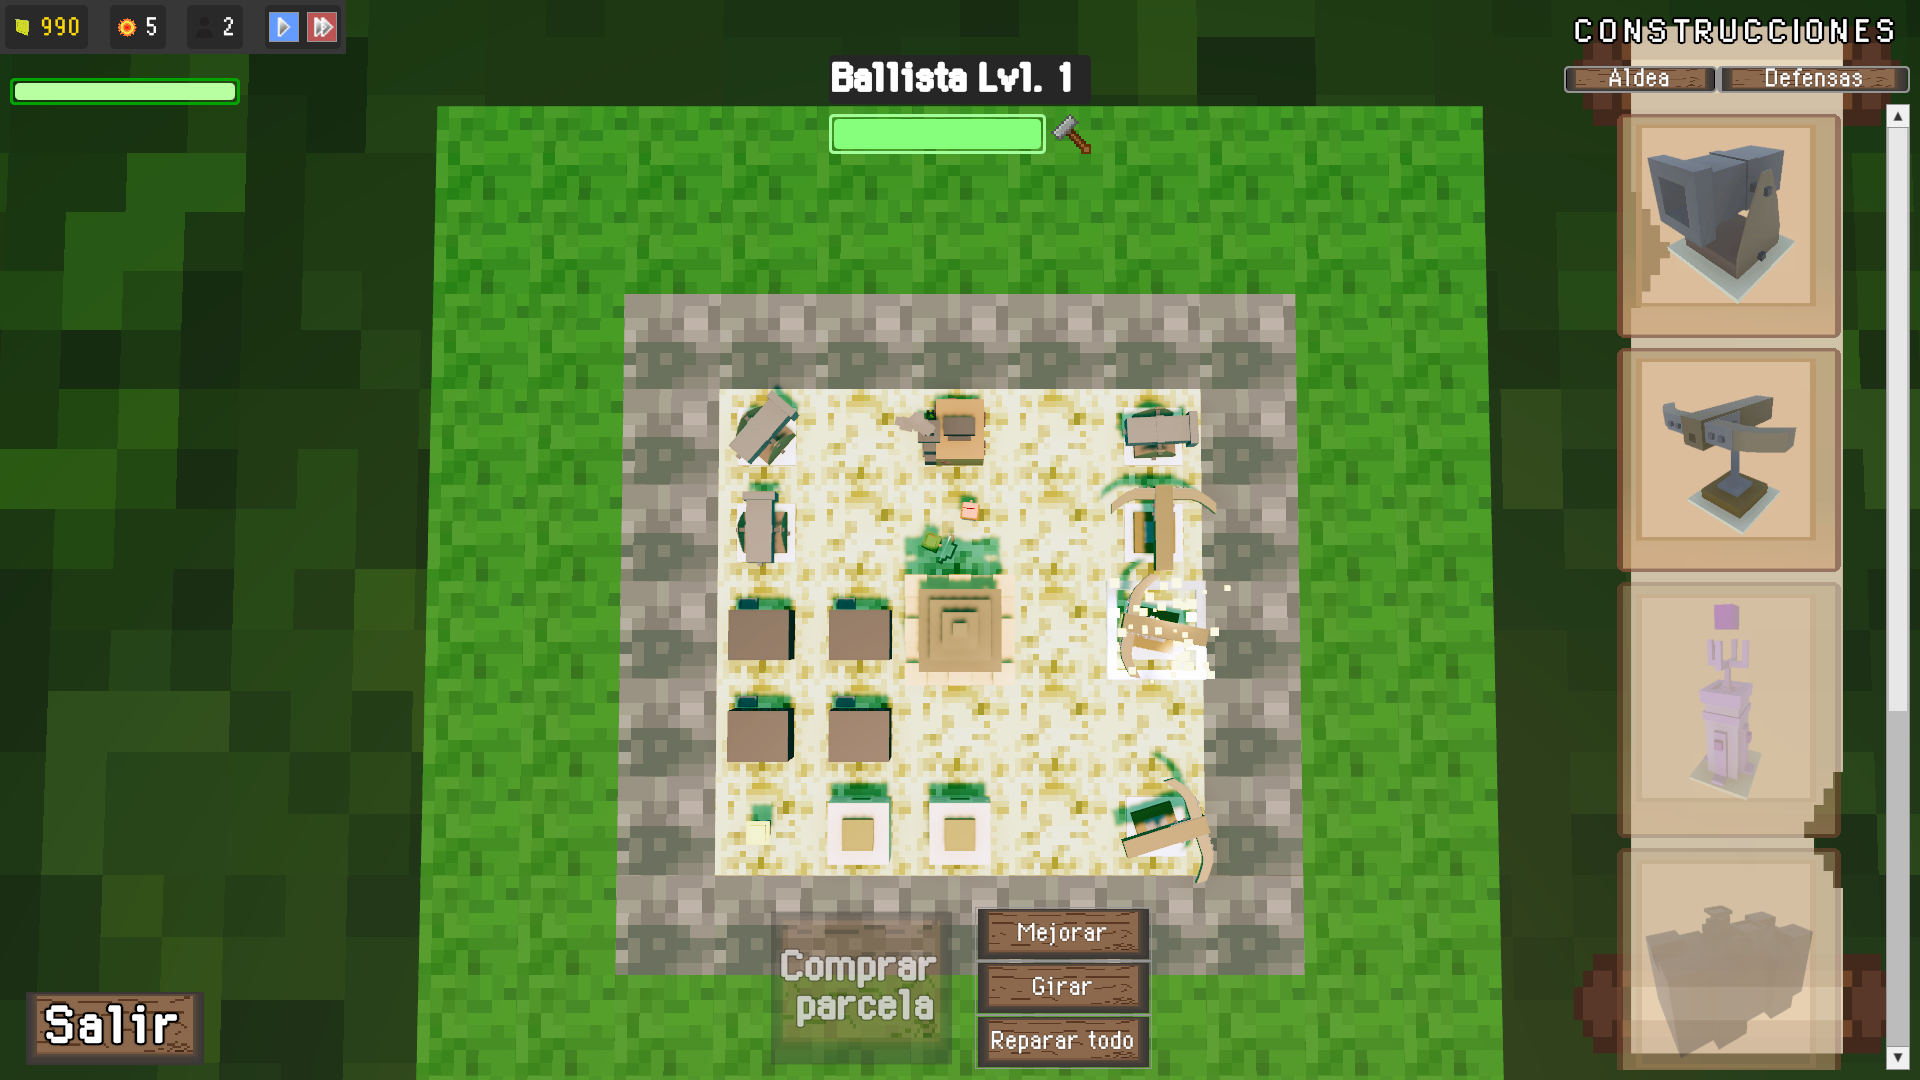 990
5
2
CONSTRUCCIONES
Aldea
Defensas
Ballista Lvl. 1
Comprar
parcela
Mejorar
Girar
Reparar todo
Salir